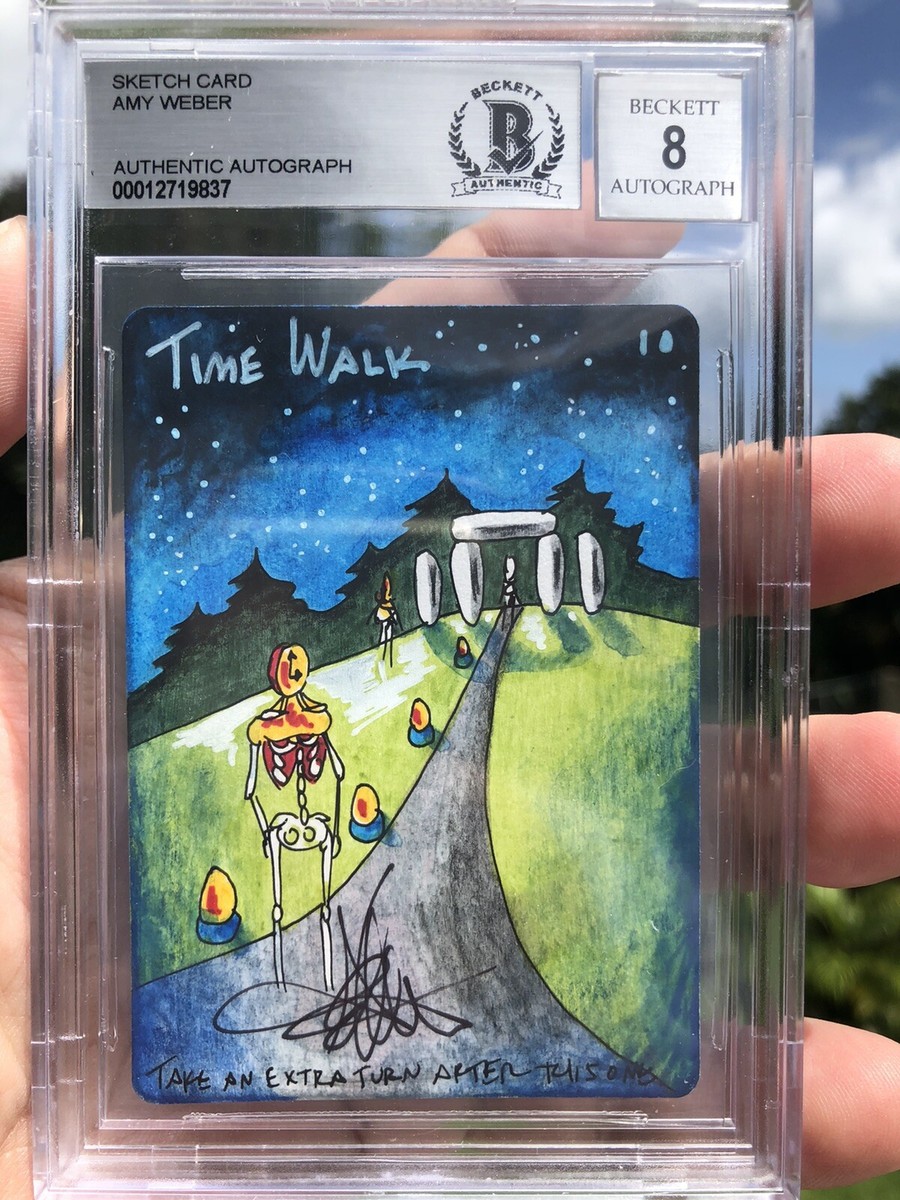 SKETCH CARD
AMY WEBER
AUTHENTIC AUTOGRAPH
00012719837
BECKETT
B
AUTHENTIC
BECKETT
8
AUTOGRAPH
TIME WALK
10
TAKE AN EXTRA TURN AFTER THIS ONE